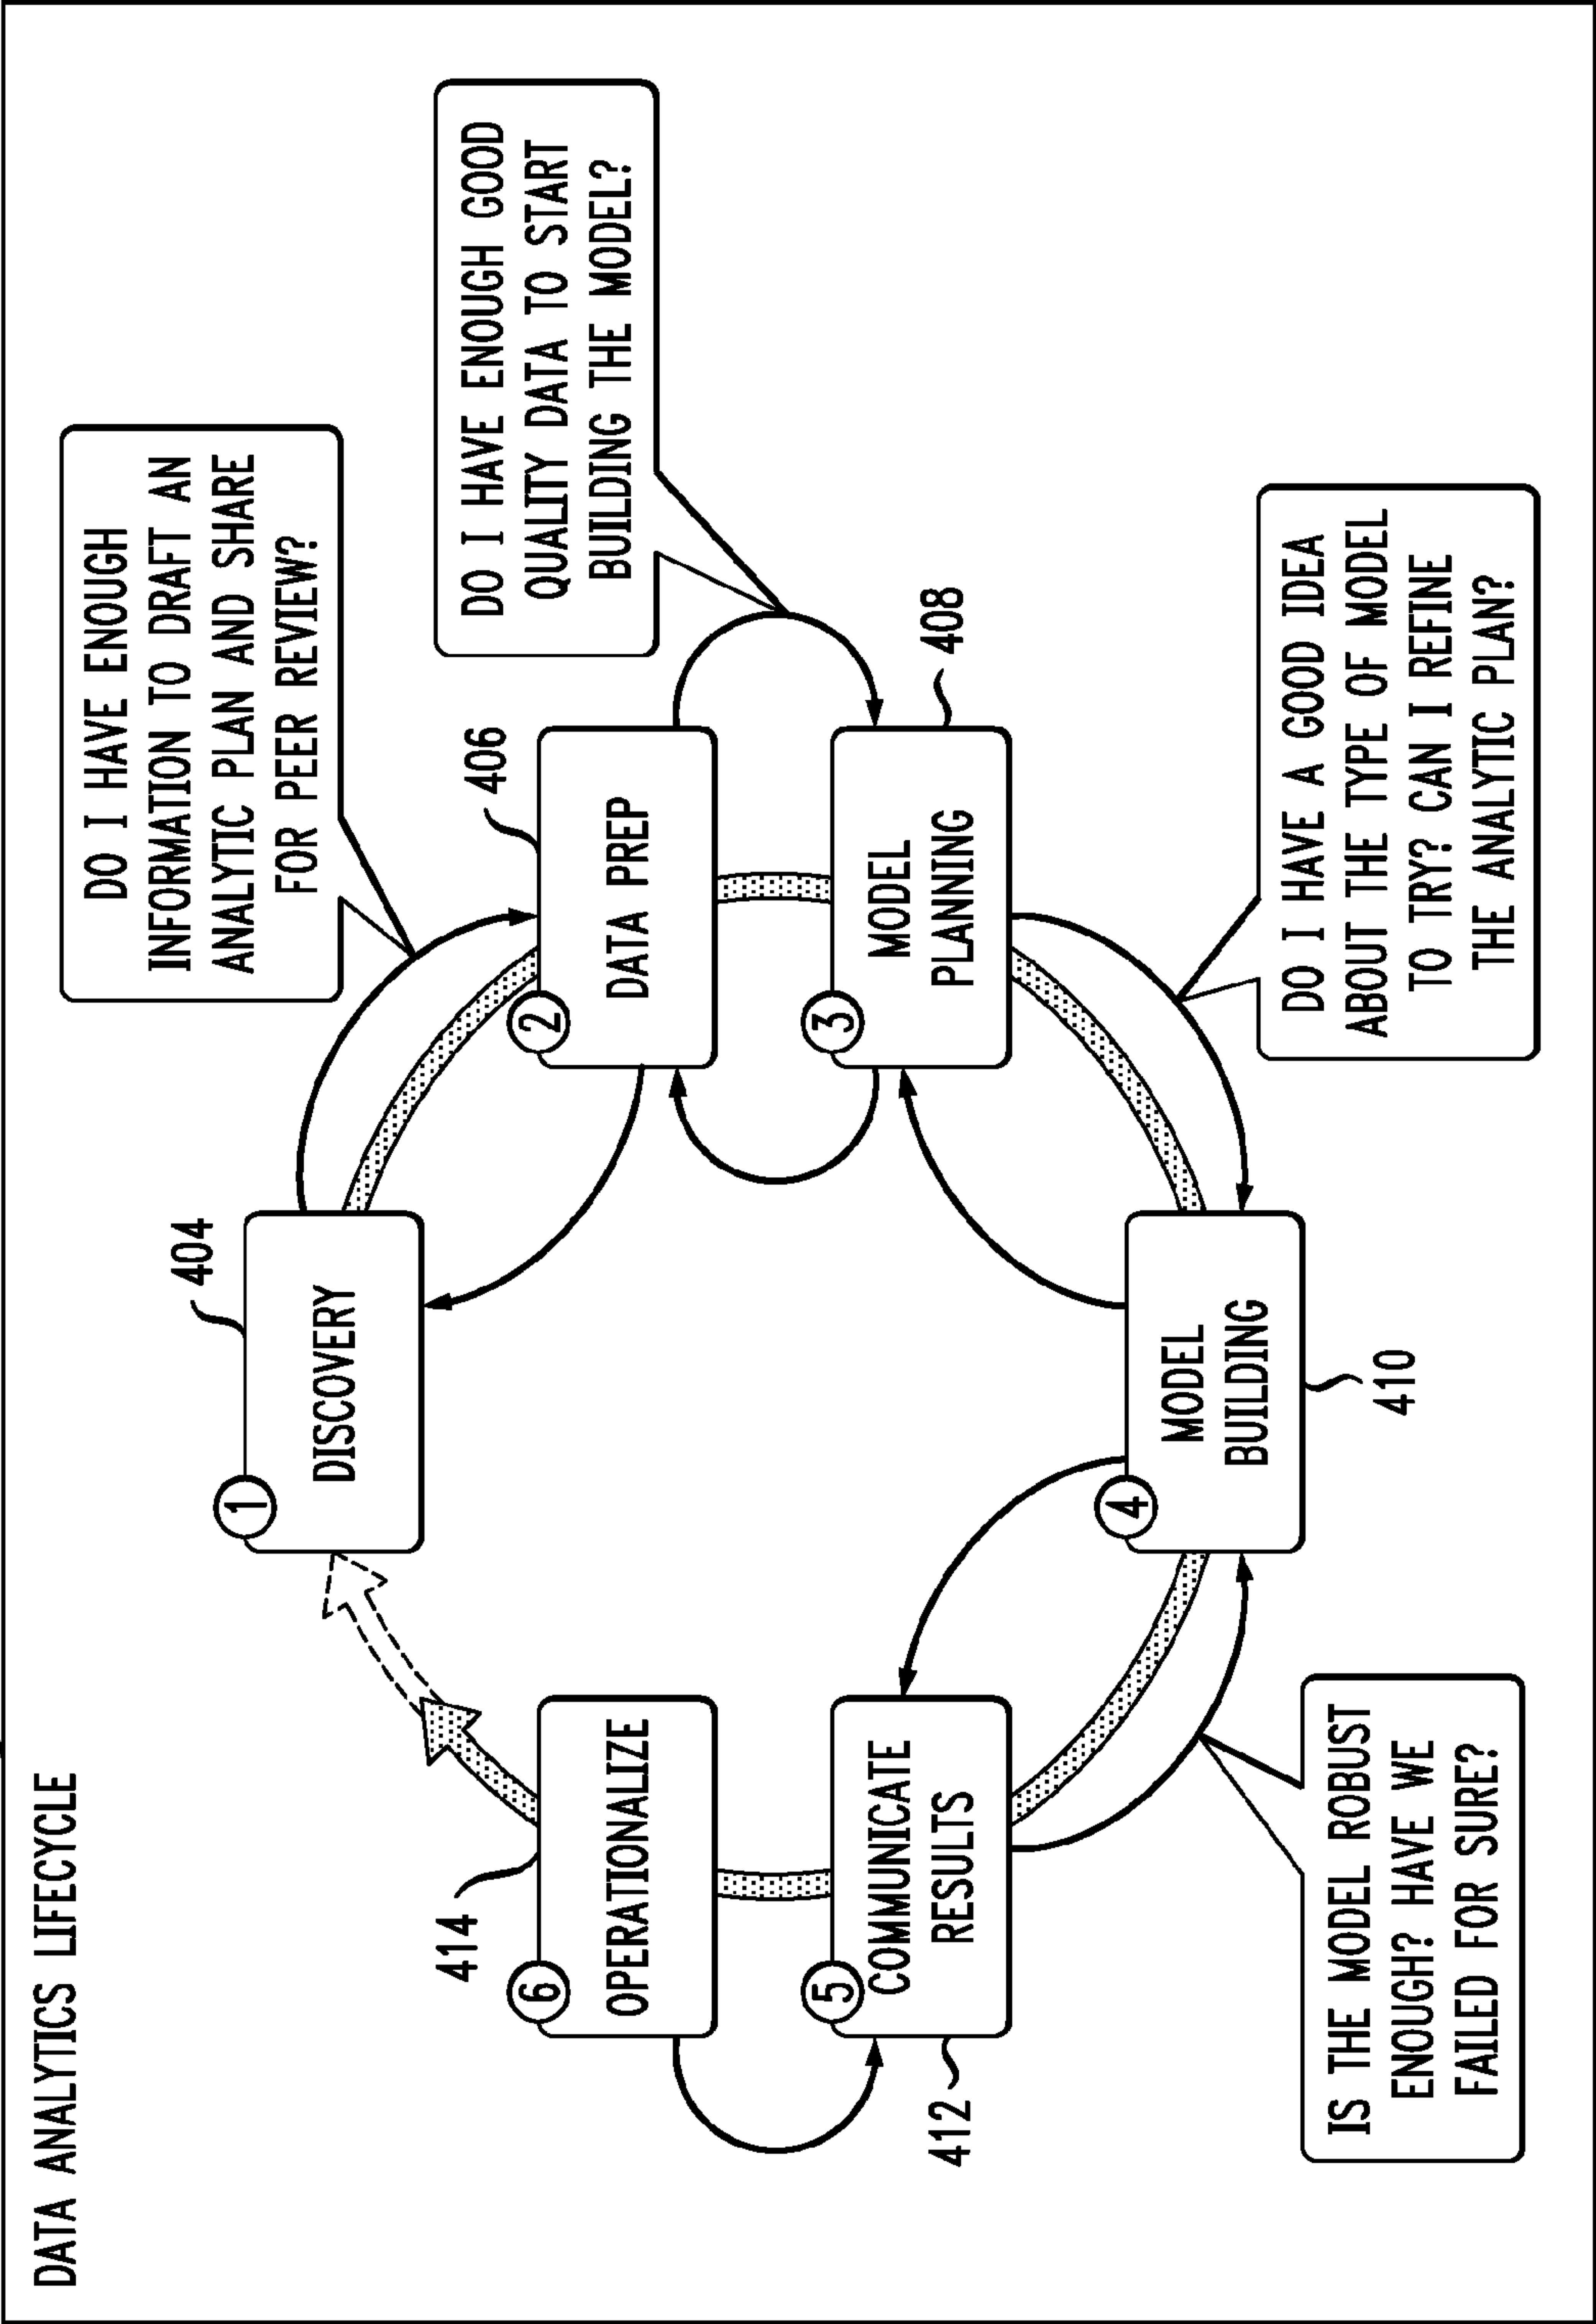 DATA ANALYTICS LIFECYCLE
DO I HAVE ENOUGH
INFORMATION TO DRAFT AN
ANALYTIC PLAN AND SHARE
FOR PEER REVIEW?
404
1
DISCOVERY
DO I HAVE ENOUGH GOOD
QUALITY DATA TO START
BUILDING THE MODEL?
414
6
OPERATIONALIZE
406
2
DATA PREP
412
5
COMMUNICATE
RESULTS
408
3
MODEL
PLANNING
4
MODEL
BUILDING
410
IS THE MODEL ROBUST
ENOUGH? HAVE WE
FAILED FOR SURE?
DO I HAVE A GOOD IDEA
ABOUT THE TYPE OF MODEL
TO TRY? CAN I REFINE
THE ANALYTIC PLAN?